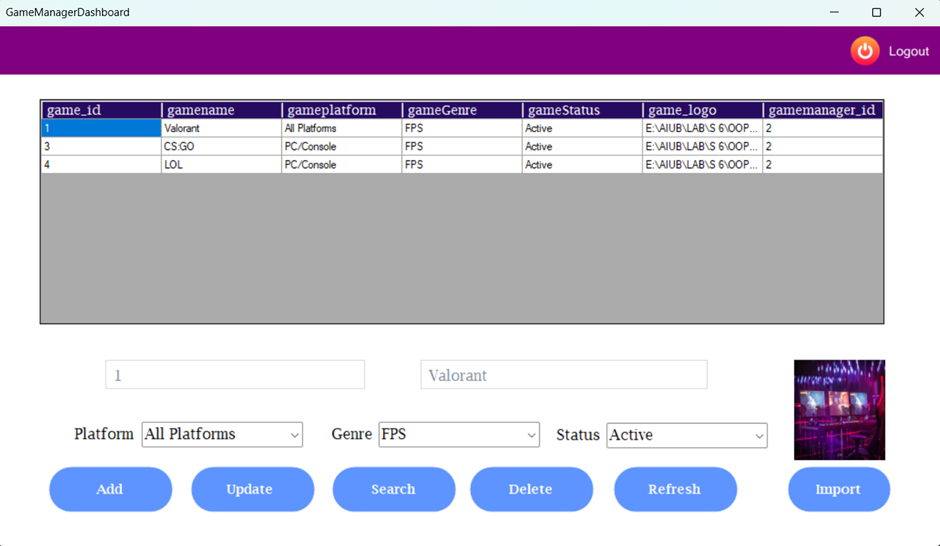 GameManagerDashboard
Logout
game_id gamename gameplatform gameGenre gameStatus game_logo gamemanager_id
1 Valorant All Platforms FPS Active E:\AIUB\LAB\S 6\OOP... 2
3 CS:GO PC/Console FPS Active E:\AIUB\LAB\S 6\OOP... 2
4 LOL PC/Console FPS Active E:\AIUB\LAB\S 6\OOP... 2
1 Valorant
Platform All Platforms Genre FPS Status Active
Add Update Search Delete Refresh Import